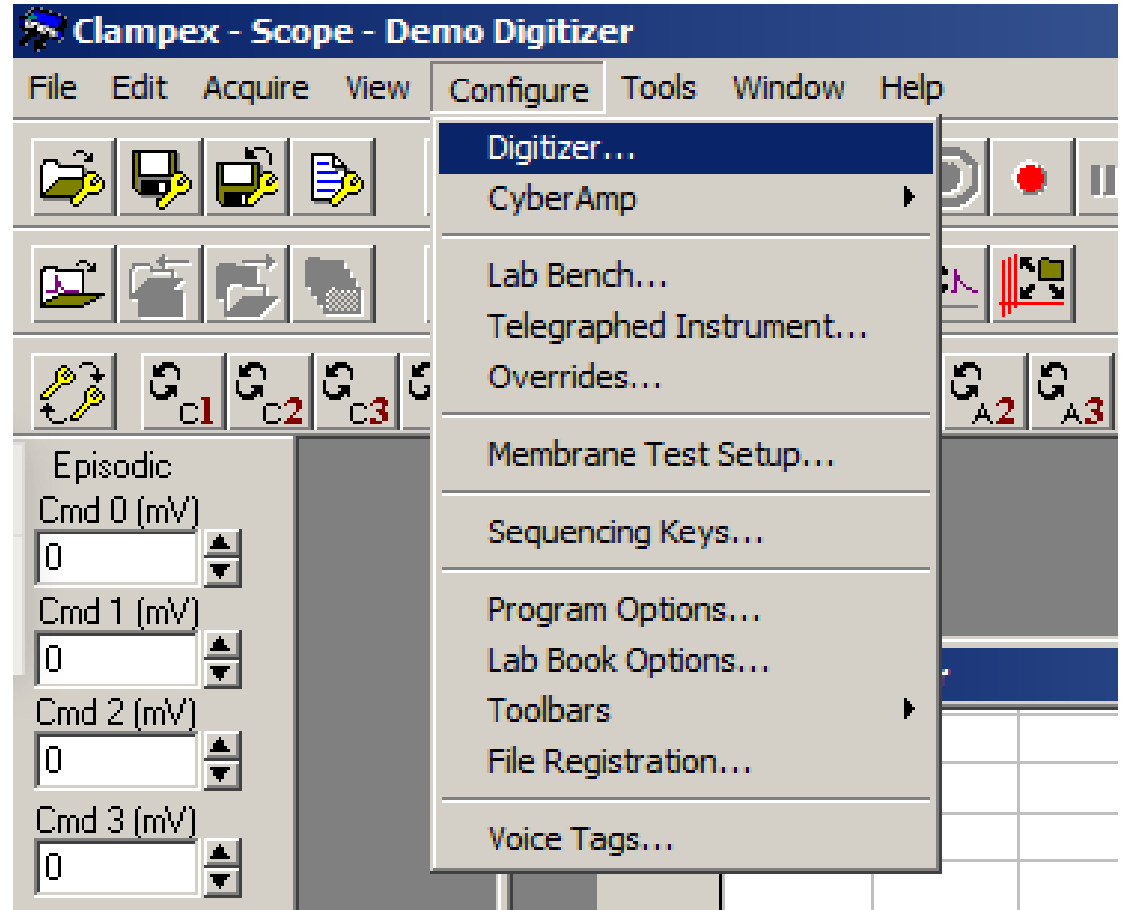 Clampex - Scope - Demo Digitizer
File Edit Acquire View Configure Tools Window Help
Digitizer...
CyberAmp
Lab Bench...
Telegraphed Instrument...
Overrides...
Membrane Test Setup...
Sequencing Keys...
Program Options...
Lab Book Options...
Toolbars
File Registration...
Voice Tags...
C1 C2 C3 A2 A3
Episodic
Cmd 0 (mV)
0
Cmd 1 (mV)
0
Cmd 2 (mV)
0
Cmd 3 (mV)
0